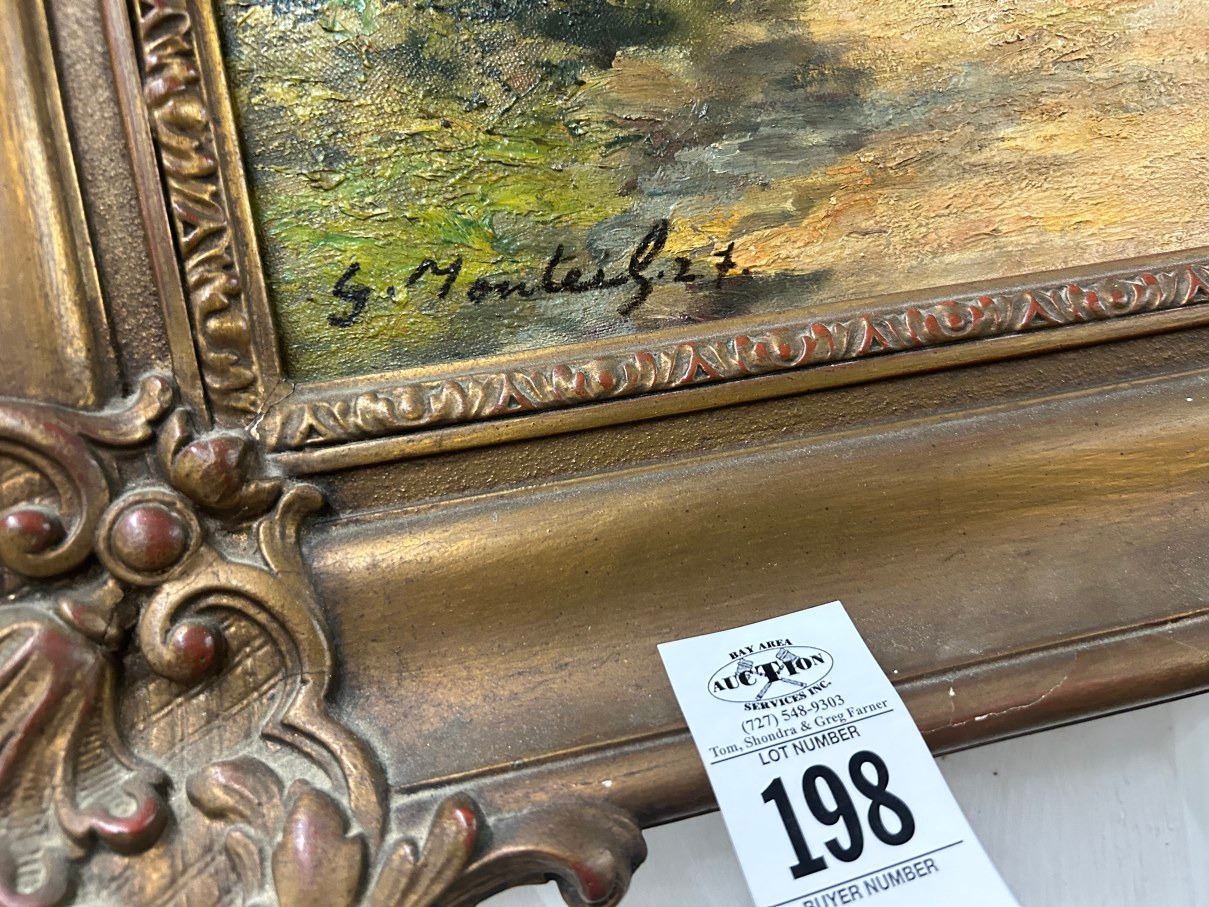 G. Monteil. 27.
BAY AREA
AUCTION
SERVICES INC.
(727) 548-9303
Tom, Shondra & Greg Farner
LOT NUMBER
198
BUYER NUMBER